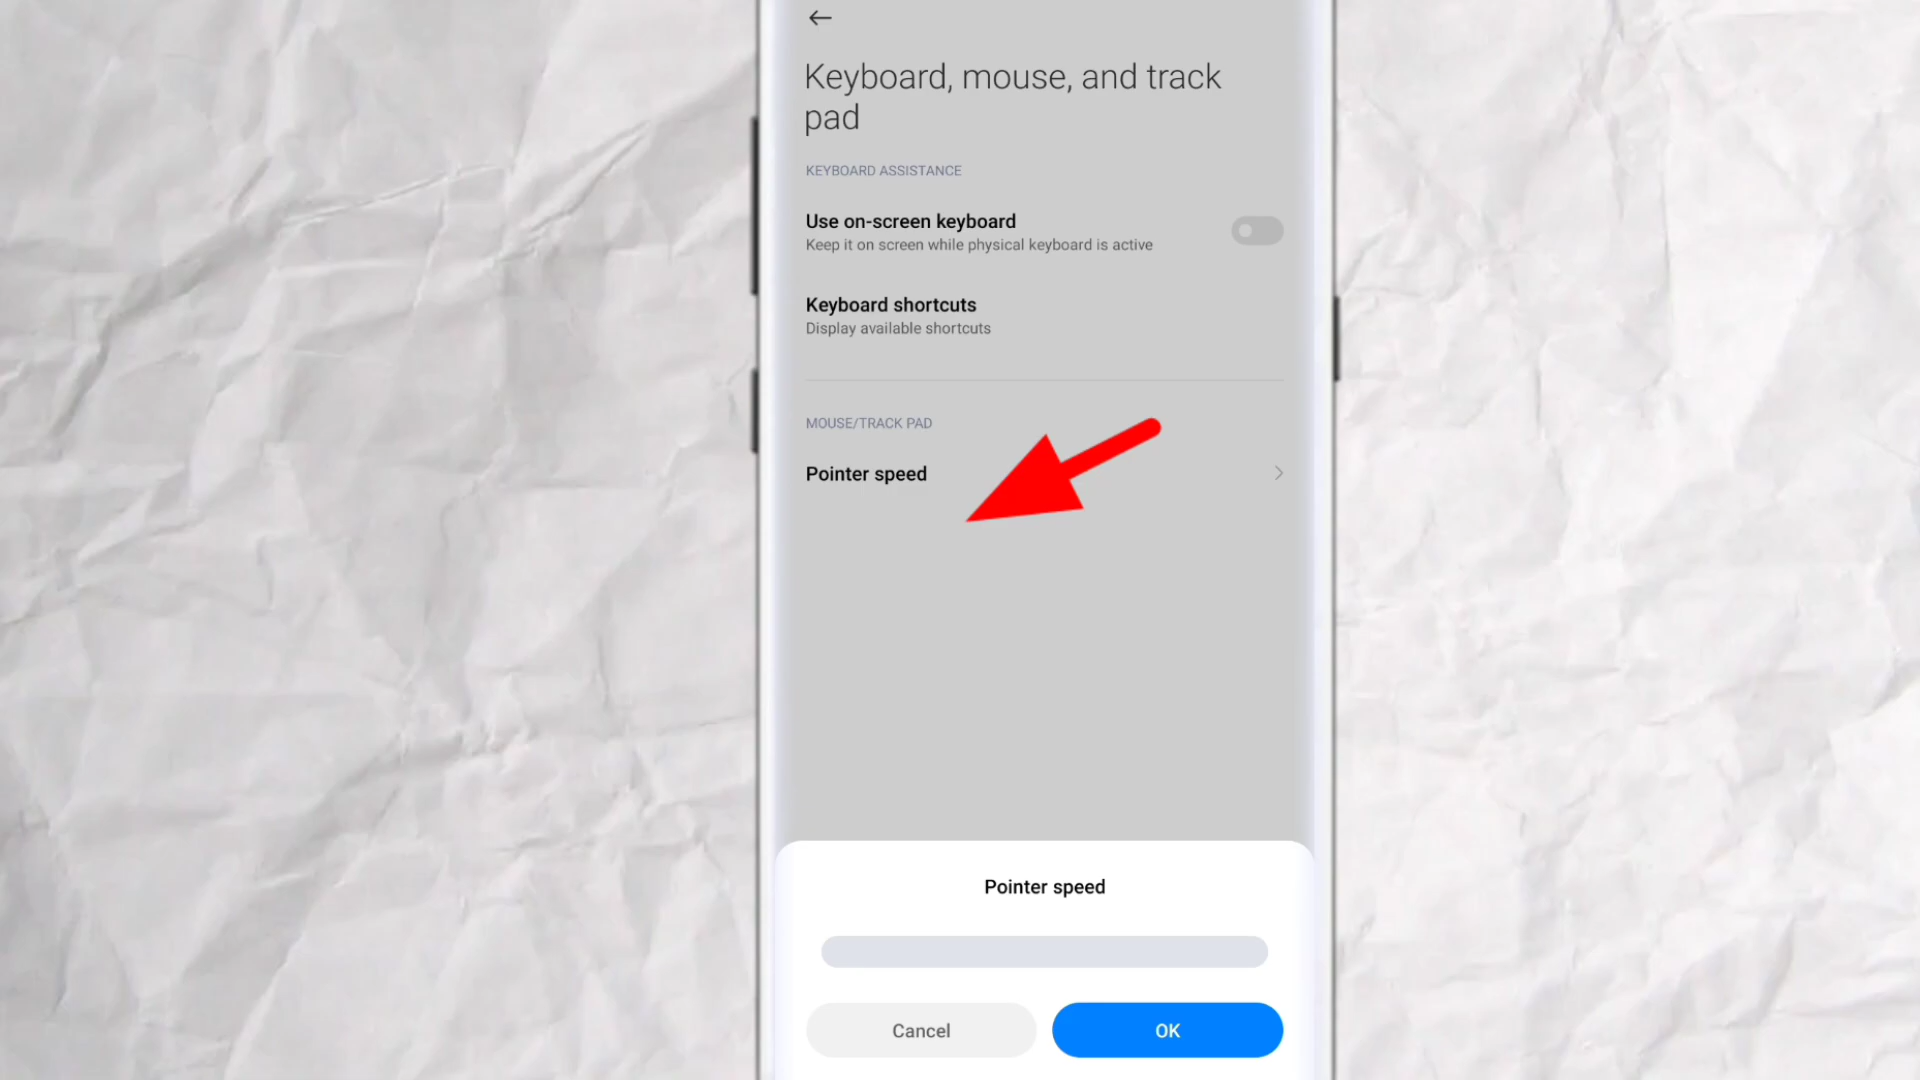 Keyboard, mouse, and track
pad
KEYBOARD ASSISTANCE
Use on-screen keyboard
Keep it on screen while physical keyboard is active
Keyboard shortcuts
Display available shortcuts
MOUSE/TRACK PAD
Pointer speed
Pointer speed
Cancel
OK